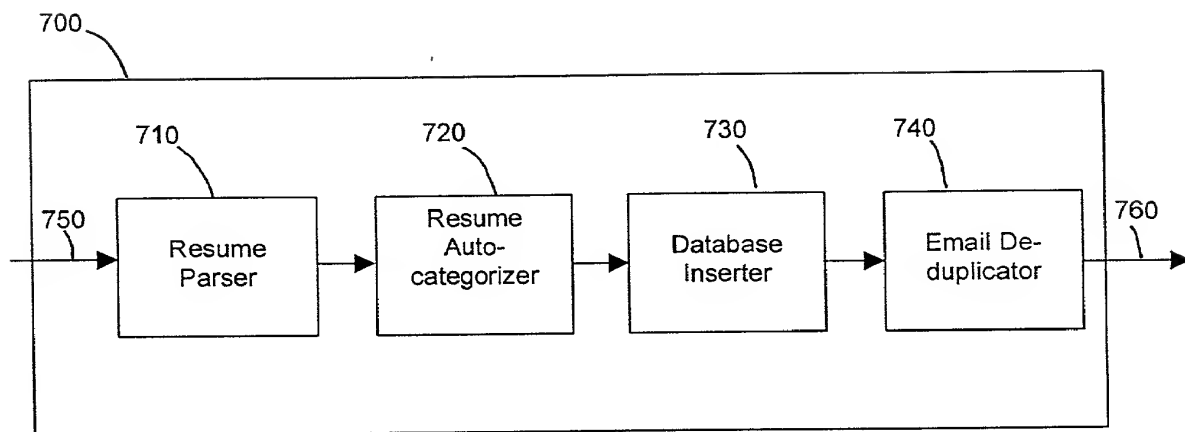 700
710
720
730
740
750
760
Resume
Parser
Resume
Auto-
categorizer
Database
Inserter
Email De-
duplicator